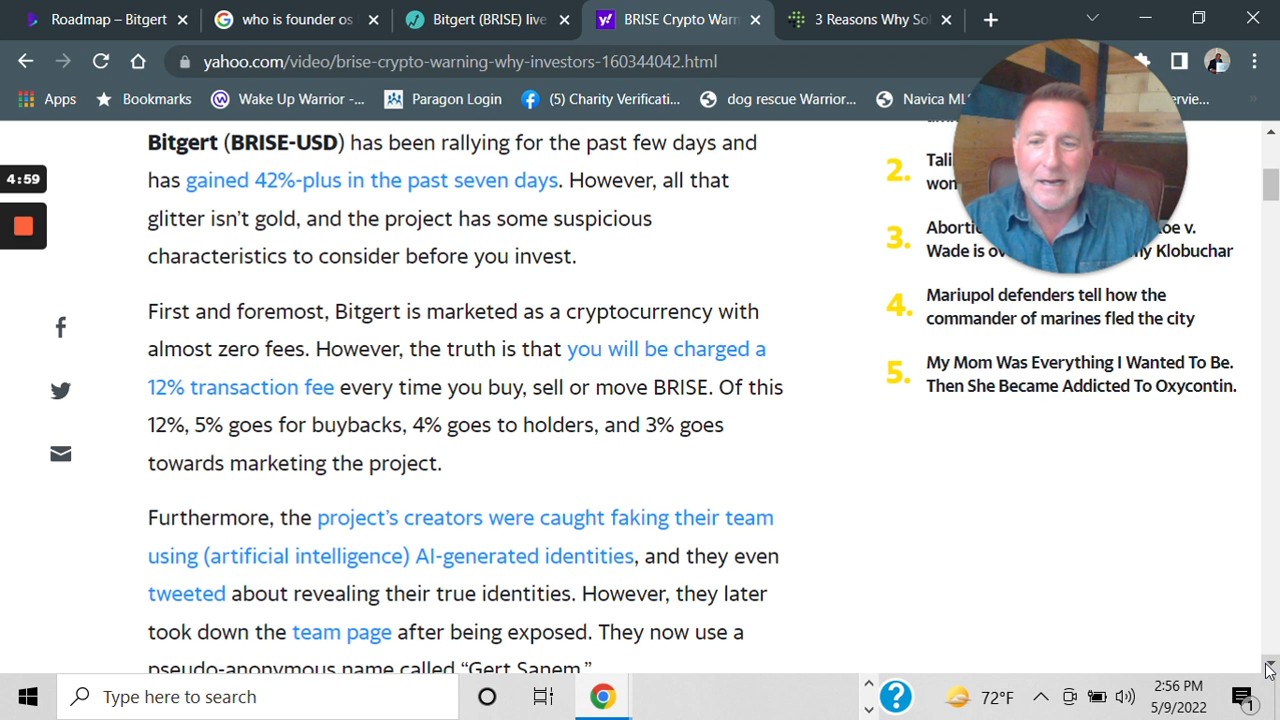 Roadmap – Bitgert
who is founder os
Bitgert (BRISE) live
BRISE Crypto Warn
3 Reasons Why Sol
yahoo.com/video/brise-crypto-warning-why-investors-160344042.html
Apps
Bookmarks
Wake Up Warrior -...
Paragon Login
(5) Charity Verificati...
dog rescue Warrior...
Navica ML
4:59
Bitgert (BRISE-USD) has been rallying for the past few days and
has gained 42%-plus in the past seven days. However, all that
glitter isn't gold, and the project has some suspicious
characteristics to consider before you invest.
First and foremost, Bitgert is marketed as a cryptocurrency with
almost zero fees. However, the truth is that you will be charged a
12% transaction fee every time you buy, sell or move BRISE. Of this
12%, 5% goes for buybacks, 4% goes to holders, and 3% goes
towards marketing the project.
Furthermore, the project's creators were caught faking their team
using (artificial intelligence) AI-generated identities, and they even
tweeted about revealing their true identities. However, they later
took down the team page after being exposed. They now use a
pseudo-anonymous name called “Gert Sanem.”
2.
3.
Wade is ov
Klobuchar
4.
Mariupol defenders tell how the
commander of marines fled the city
5.
My Mom Was Everything I Wanted To Be.
Then She Became Addicted To Oxycontin.
Type here to search
72°F
2:56 PM
5/9/2022
1